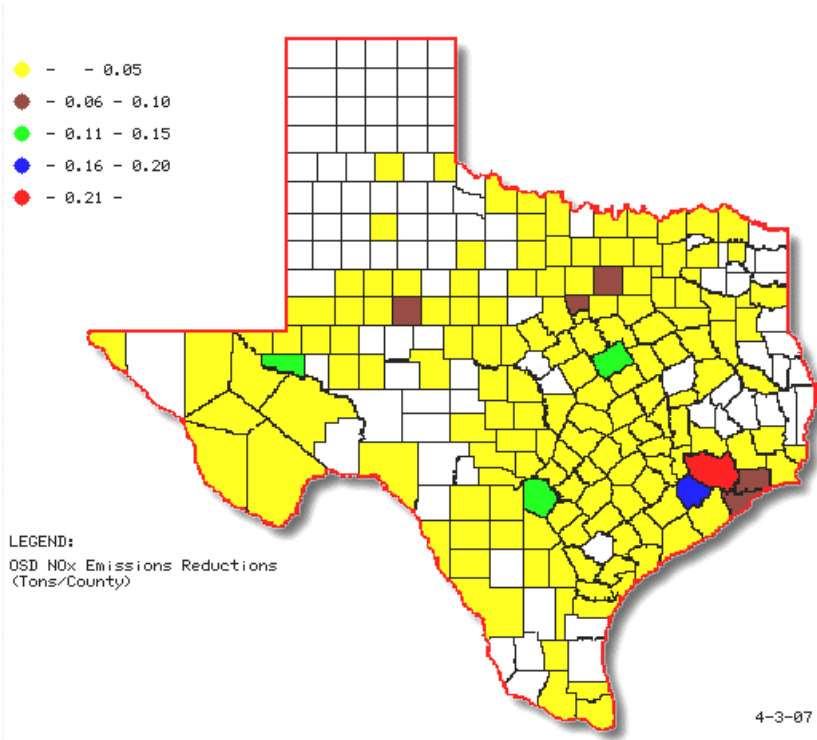 -   - 0.05
- 0.06 - 0.10
- 0.11 - 0.15
- 0.16 - 0.20
- 0.21 -
LEGEND:
OSD NOx Emissions Reductions
(Tons/County)
4-3-07